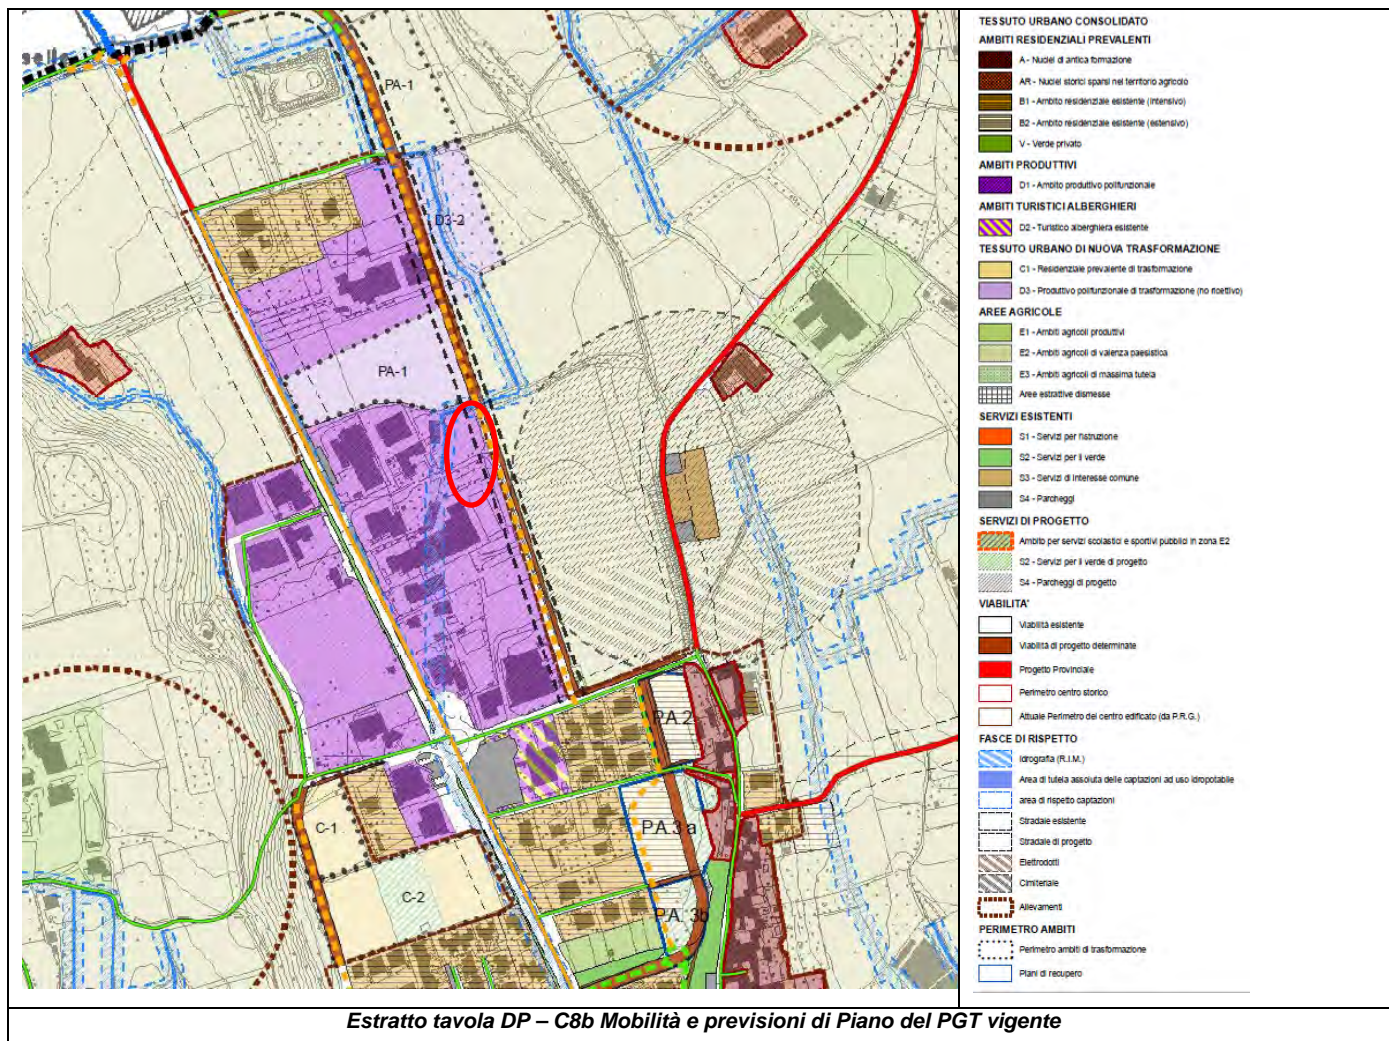 selle
PA-1
D3-2
PA-1
P.A.2
P.A.3 a
C-1
C-2
P.A. 3b
TESSUTO URBANO CONSOLIDATO
AMBITI RESIDENZIALI PREVALENTI
A - Nuclei di antica formazione
AR - Nuclei storici sparsi nel territorio agricolo
B1 - Ambito residenziale esistente (intensivo)
B2 - Ambito residenziale esistente (estensivo)
V - Verde privato
AMBITI PRODUTTIVI
D1 - Ambito produttivo polifunzionale
AMBITI TURISTICI ALBERGHIERI
D2 - Turistico alberghiera esistente
TESSUTO URBANO DI NUOVA TRASFORMAZIONE
C1 - Residenziale prevalente di trasformazione
D3 - Produttivo polifunzionale di trasformazione (no ricettivo)
AREE AGRICOLE
E1 - Ambiti agricoli produttivi
E2 - Ambiti agricoli di valenza paesistica
E3 - Ambiti agricoli di massima tutela
Aree estrattive dismesse
SERVIZI ESISTENTI
S1 - Servizi per l'istruzione
S2 - Servizi per il verde
S3 - Servizi di interesse comune
S4 - Parcheggi
SERVIZI DI PROGETTO
Ambito per servizi scolastici e sportivi pubblici in zona E2
S2 - Servizi per il verde di progetto
S4 - Parcheggi di progetto
VIABILITA'
Viabilità esistente
Viabilità di progetto determinate
Progetto Provinciale
Perimetro centro storico
Attuale Perimetro del centro edificato (da P.R.G.)
FASCE DI RISPETTO
Idrografia (R.I.M.)
Area di tutela assoluta delle captazioni ad uso idropotabile
area di rispetto captazioni
Stradale esistente
Stradale di progetto
Elettrodotti
Cimiteriale
Allevamenti
PERIMETRO AMBITI
Perimetro ambiti di trasformazione
Piani di recupero
Estratto tavola DP – C8b Mobilità e previsioni di Piano del PGT vigente